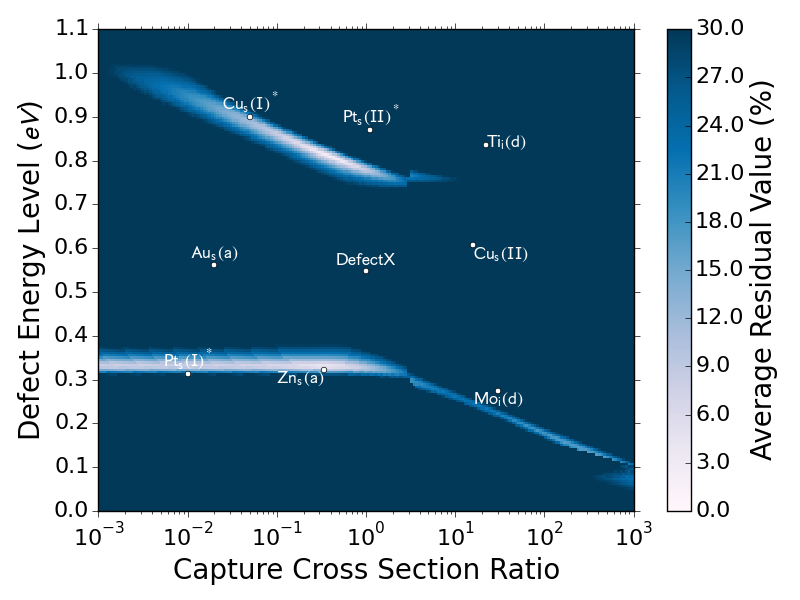 1.1
1.0
0.9
0.8
0.7
0.6
0.5
0.4
0.3
0.2
0.1
0.0
Defect Energy Level (eV)
Cuₛ(I)*
Ptₛ(II)*
Tiᵢ(d)
Auₛ(a)
DefectX
Cuₛ(II)
Ptₛ(I)*
Znₛ(a)
Moᵢ(d)
10⁻³ 10⁻² 10⁻¹ 10⁰ 10¹ 10² 10³
Capture Cross Section Ratio
30.0
27.0
24.0
21.0
18.0
15.0
12.0
9.0
6.0
3.0
0.0
Average Residual Value (%)